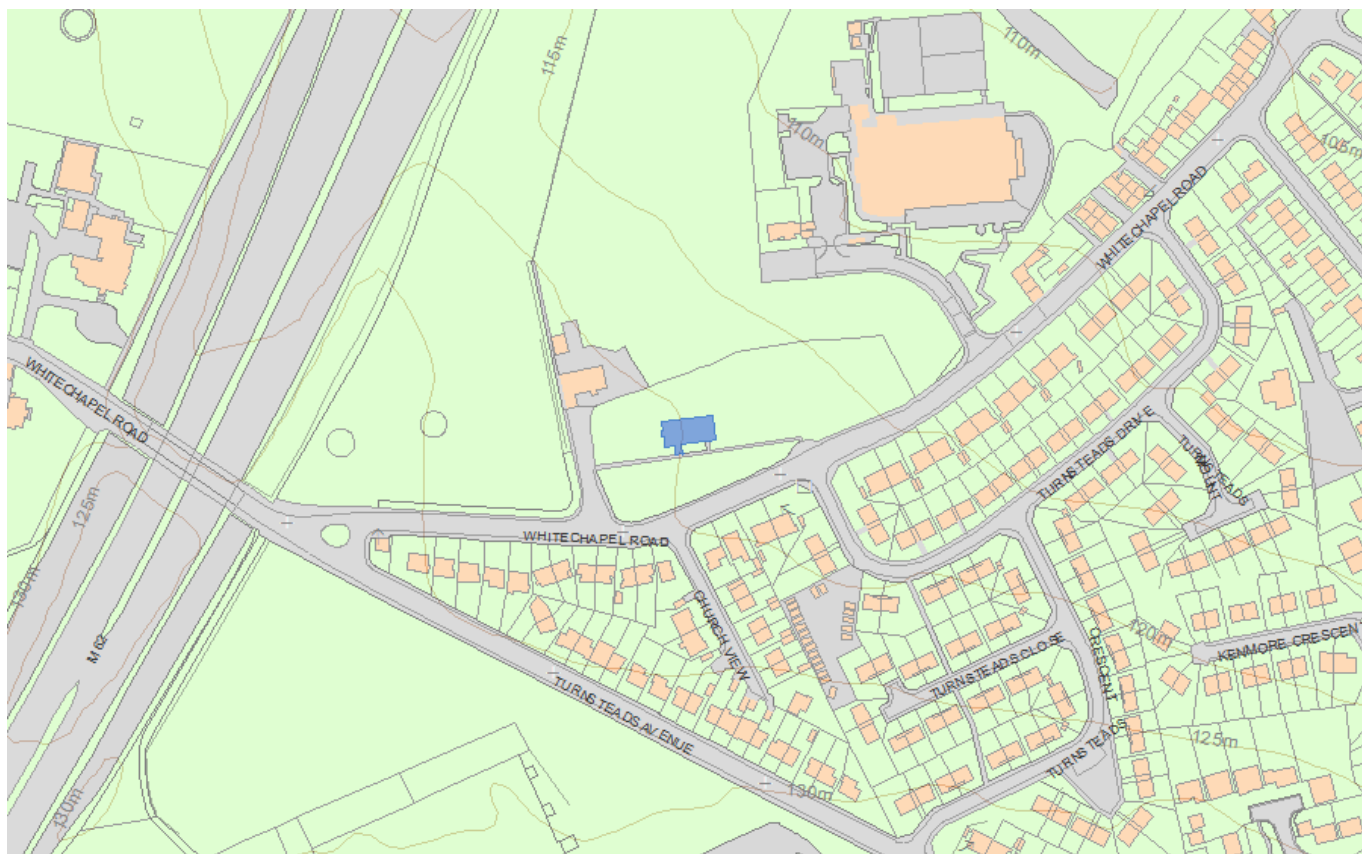 115m
110m
110m
105m
WHITECHAPEL ROAD
WHITECHAPEL ROAD
125m
130m
M 62
WHITECHAPEL ROAD
TURNSTEADS DRIVE
TURNSTEADS
MOUNT
CHURCH VIEW
TURNSTEADS CLOSE
CRESCENT
120m
KENMORE CRESCENT
TURNSTEADS AVENUE
TURNSTEADS
125m
130m
130m